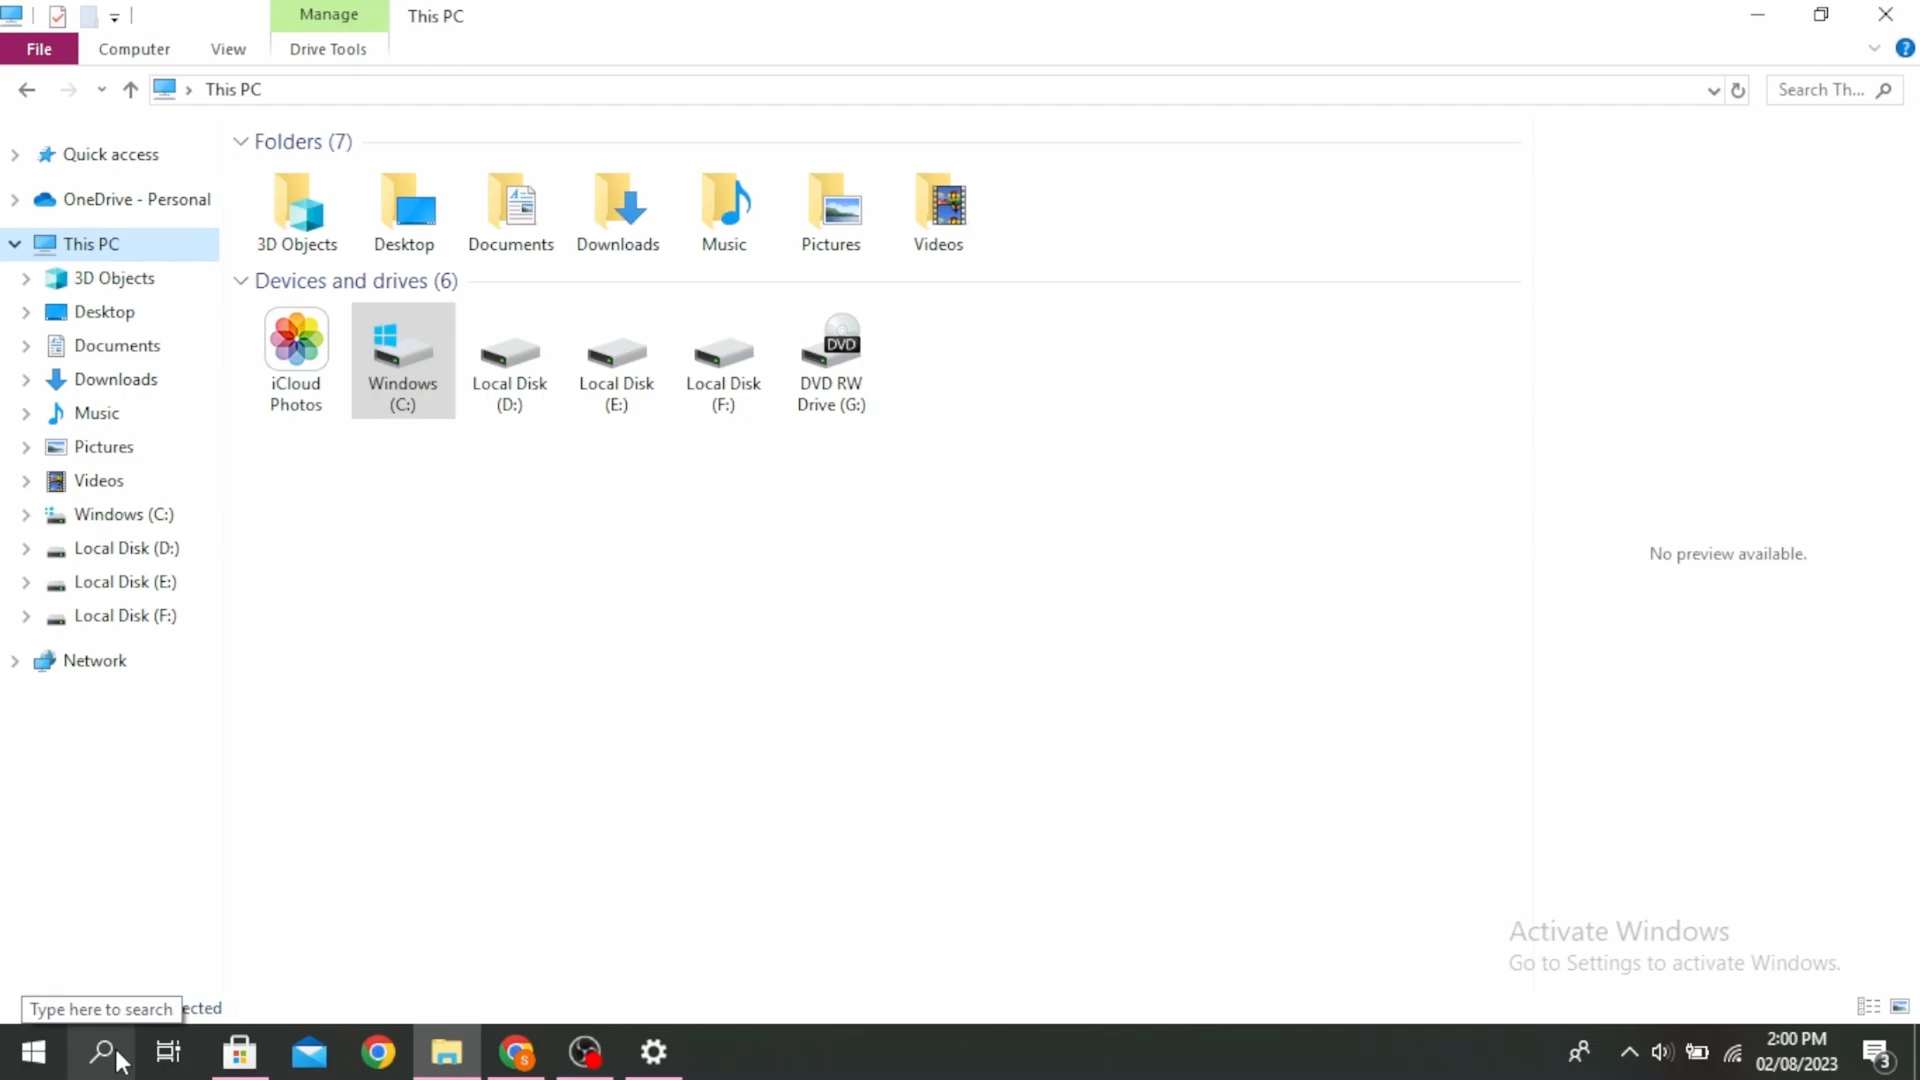 Manage
This PC
File
Computer
View
Drive Tools
?
This PC
Search Th...
Quick access
OneDrive - Personal
This PC
3D Objects
Desktop
Documents
Downloads
Music
Pictures
Videos
Windows (C:)
Local Disk (D:)
Local Disk (E:)
Local Disk (F:)
Network
Folders (7)
3D Objects
Desktop
Documents
Downloads
Music
Pictures
Videos
Devices and drives (6)
iCloud
Photos
Windows
(C:)
Local Disk
(D:)
Local Disk
(E:)
Local Disk
(F:)
DVD
DVD RW
Drive (G:)
No preview available.
Activate Windows
Go to Settings to activate Windows.
Type here to search
ected
S
2:00 PM
02/08/2023
3